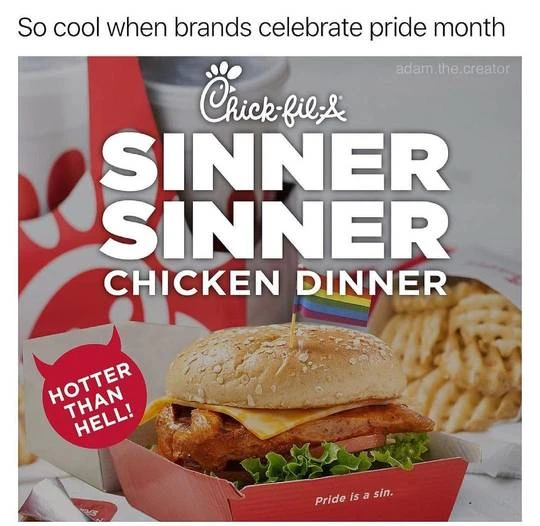 So cool when brands celebrate pride month
adam.the.creator
Chick-fil-A
SINNER
SINNER
CHICKEN DINNER
HOTTER
THAN
HELL!
Pride is a sin.